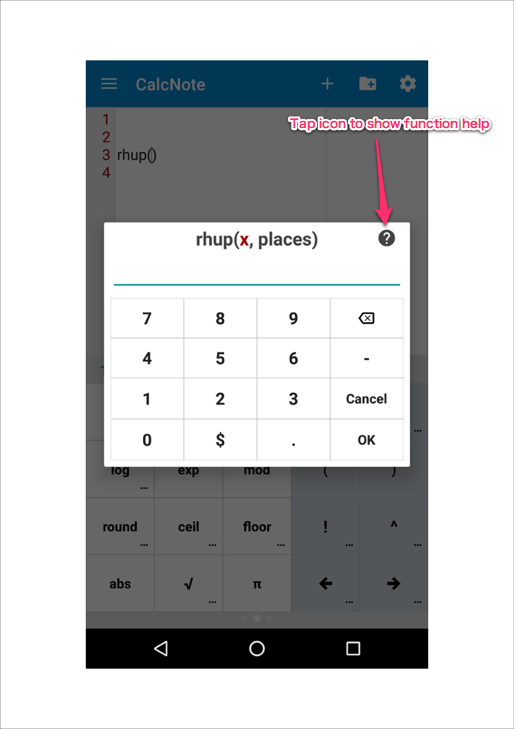 CalcNote
Tap icon to show function help
1
2
3 rhup()
4
rhup(x, places)
7 8 9
4 5 6 -
1 2 3 Cancel
0 $ . OK
log exp mod ( )
round ceil floor ! ^
abs √ π